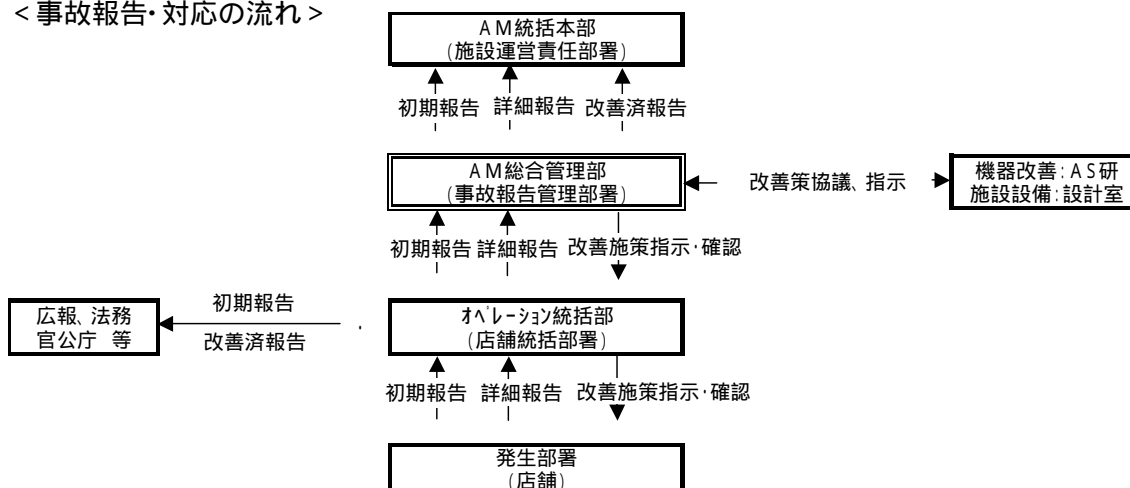 <事故報告・対応の流れ>
AM統括本部
(施設運営責任部署)
初期報告 詳細報告 改善済報告
AM総合管理部
(事故報告管理部署)
改善策協議、指示
機器改善:AS研
施設設備:設計室
初期報告 詳細報告 改善施策指示・確認
初期報告
改善済報告
広報、法務
官公庁 等
オペレーション統括部
(店舗統括部署)
初期報告 詳細報告 改善施策指示・確認
発生部署
(店舗)